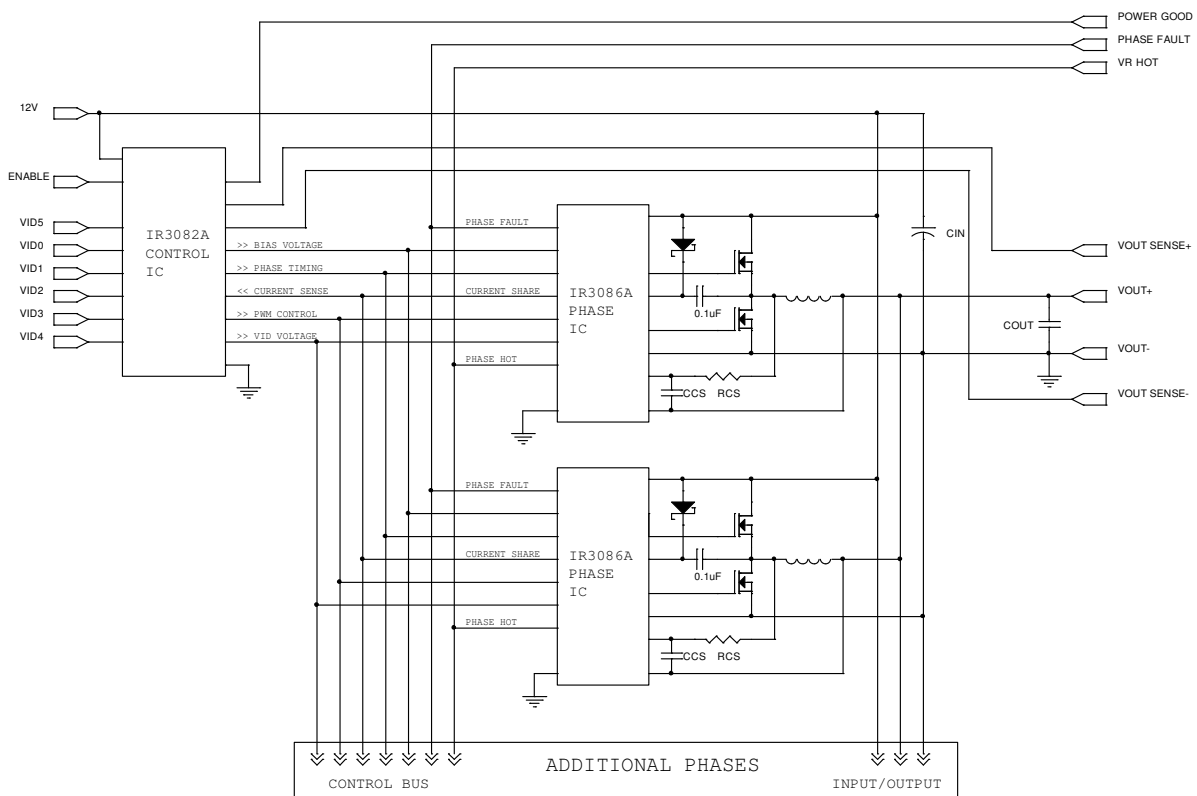 POWER GOOD
PHASE FAULT
VR HOT
12V
ENABLE
VID5
VID0
VID1
VID2
VID3
VID4
IR3082A
CONTROL
IC
>> BIAS VOLTAGE
>> PHASE TIMING
<< CURRENT SENSE
>> PWM CONTROL
>> VID VOLTAGE
PHASE FAULT
CURRENT SHARE
PHASE HOT
IR3086A
PHASE
IC
0.1uF
CCS
RCS
CIN
COUT
VOUT SENSE+
VOUT+
VOUT-
VOUT SENSE-
PHASE FAULT
CURRENT SHARE
PHASE HOT
IR3086A
PHASE
IC
0.1uF
CCS
RCS
ADDITIONAL PHASES
CONTROL BUS
INPUT/OUTPUT